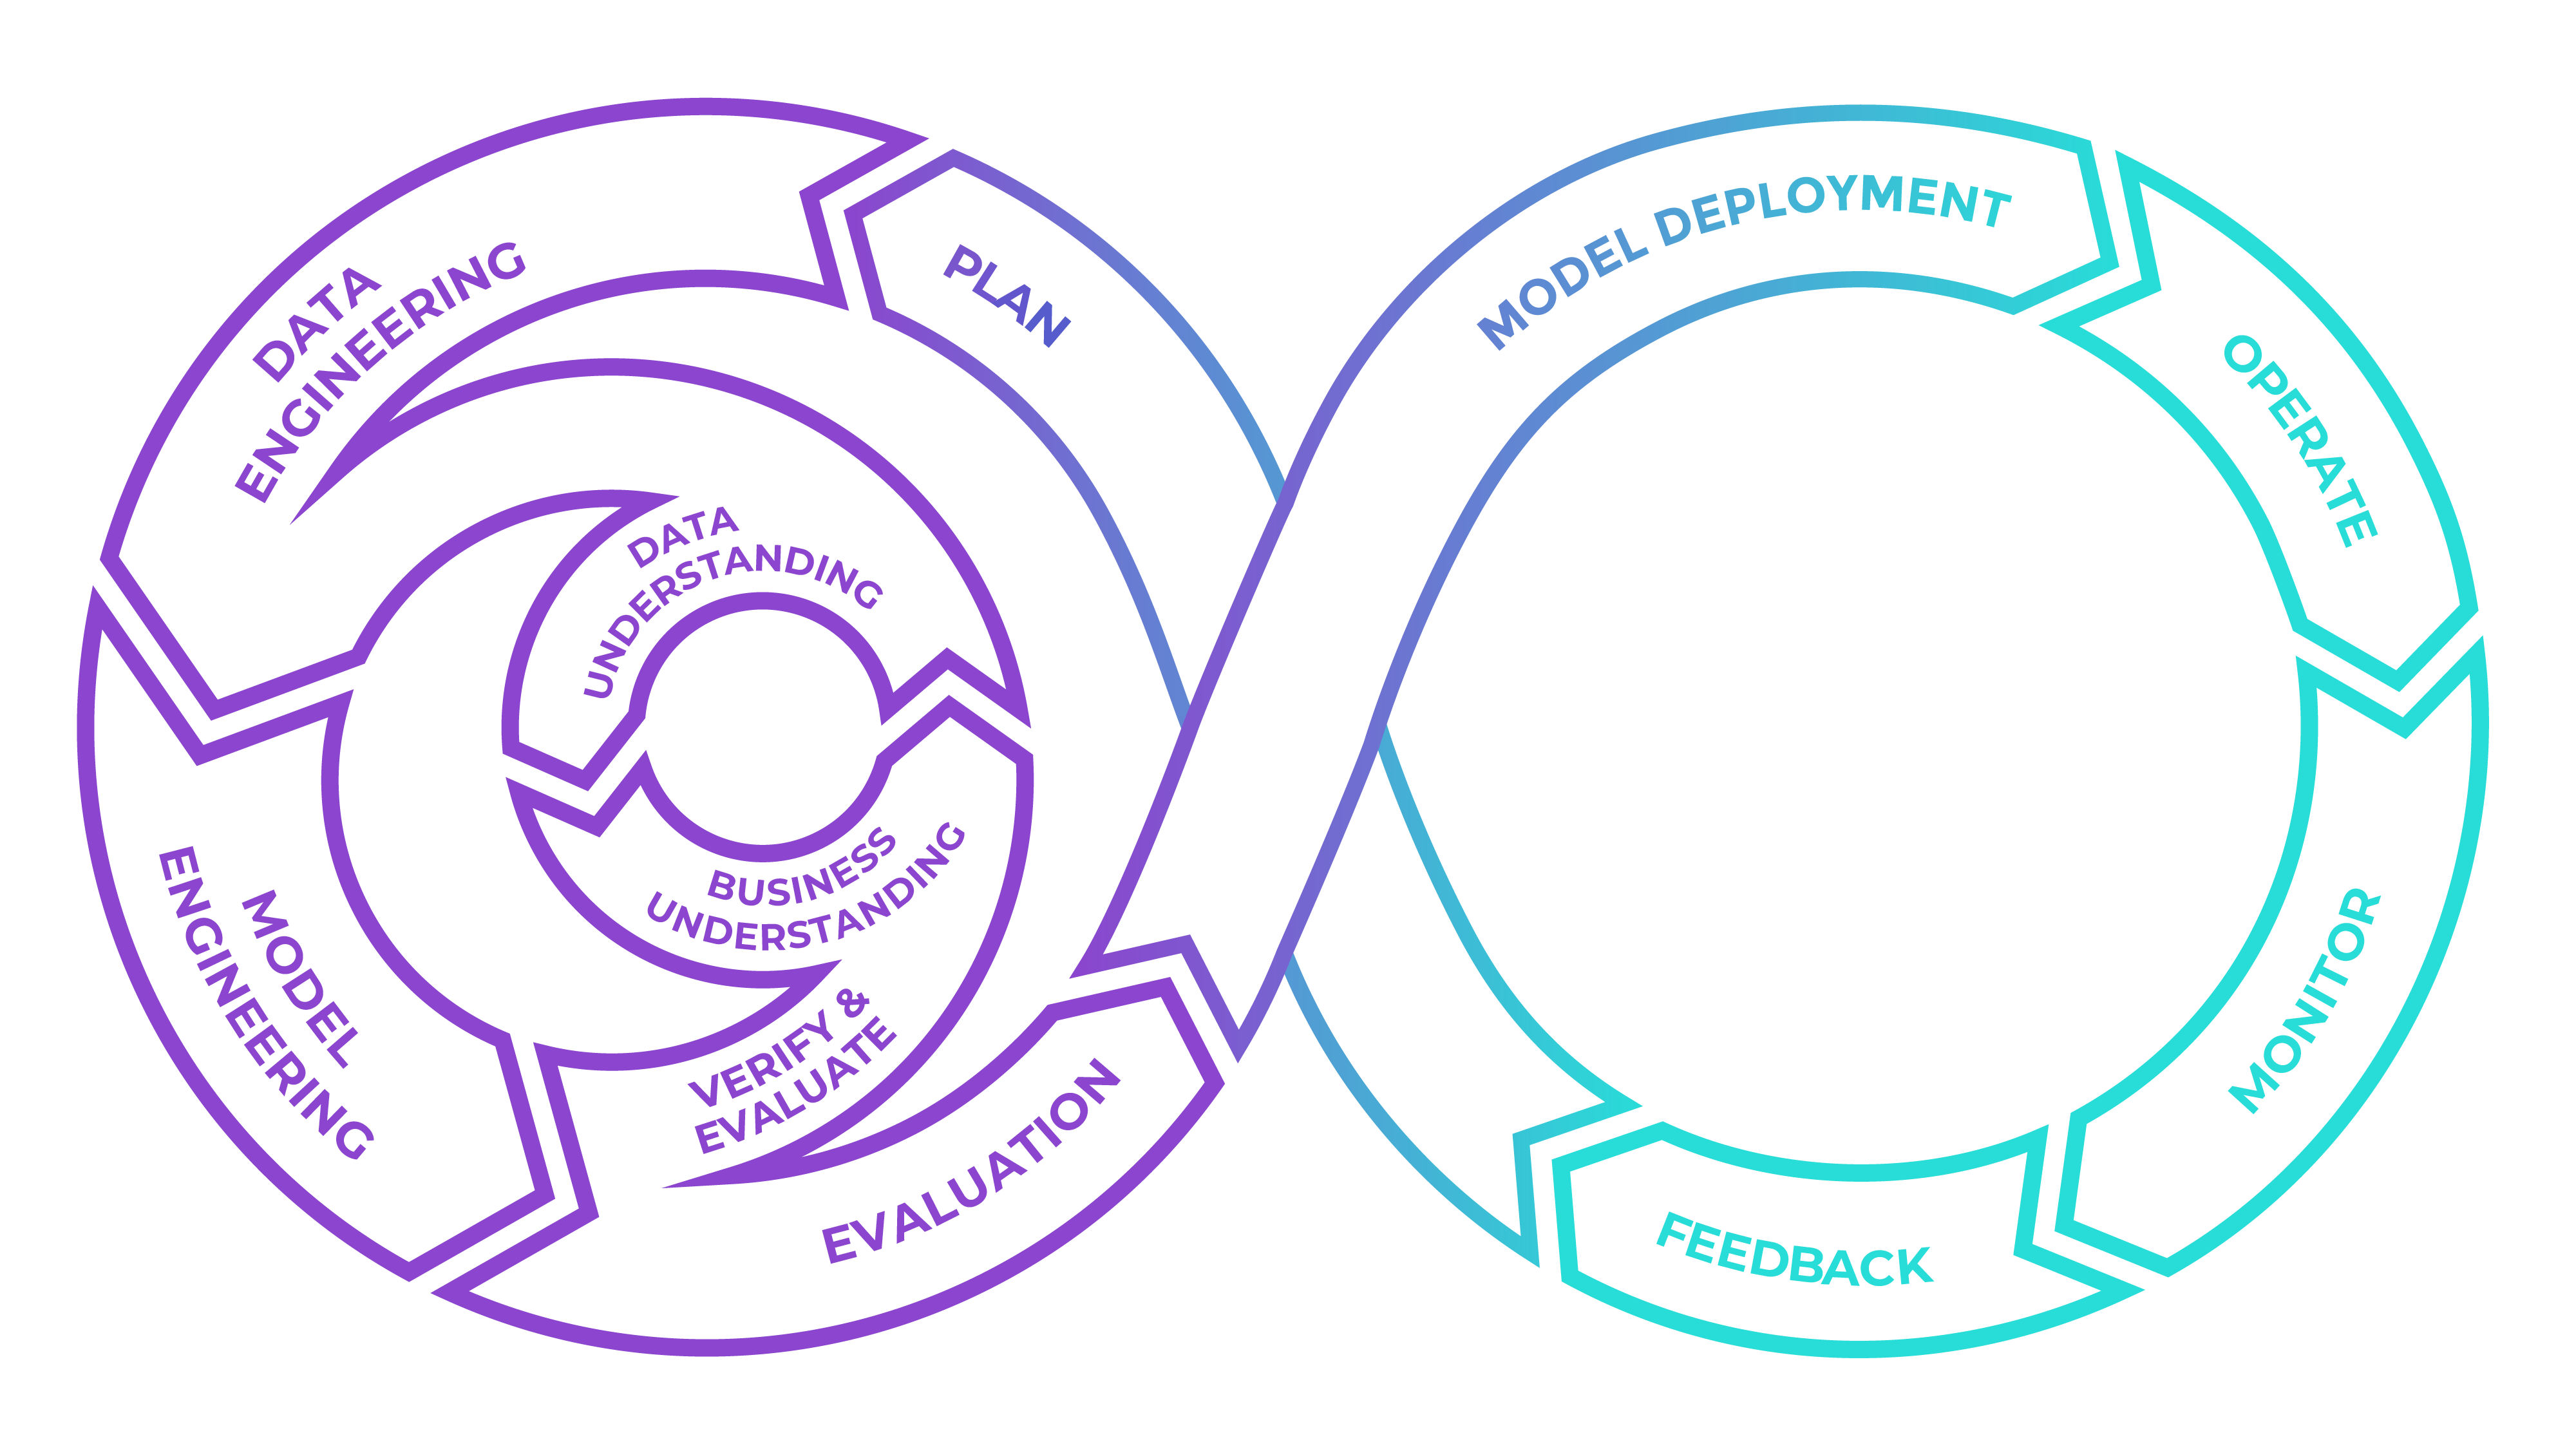 DATA
ENGINEERING
PLAN
MODEL DEPLOYMENT
OPERATE
DATA
UNDERSTANDING
BUSINESS
UNDERSTANDING
VERIFY &
EVALUATE
MODEL
ENGINEERING
EVALUATION
MONITOR
FEEDBACK